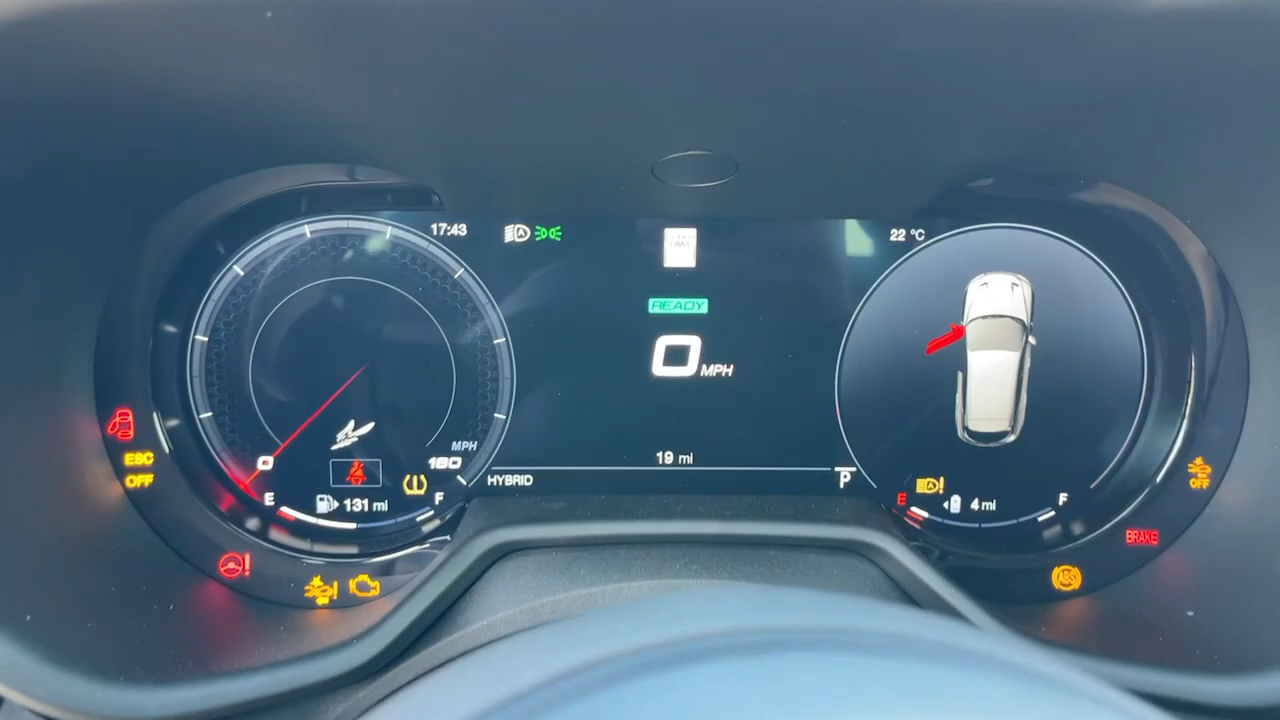 17:43
22 °C
READY
0 MPH
MPH
160
0
ESC
OFF
E
131 mi
F
19 mi
HYBRID
P
E
4 mi
F
OFF
BRAKE
ABS